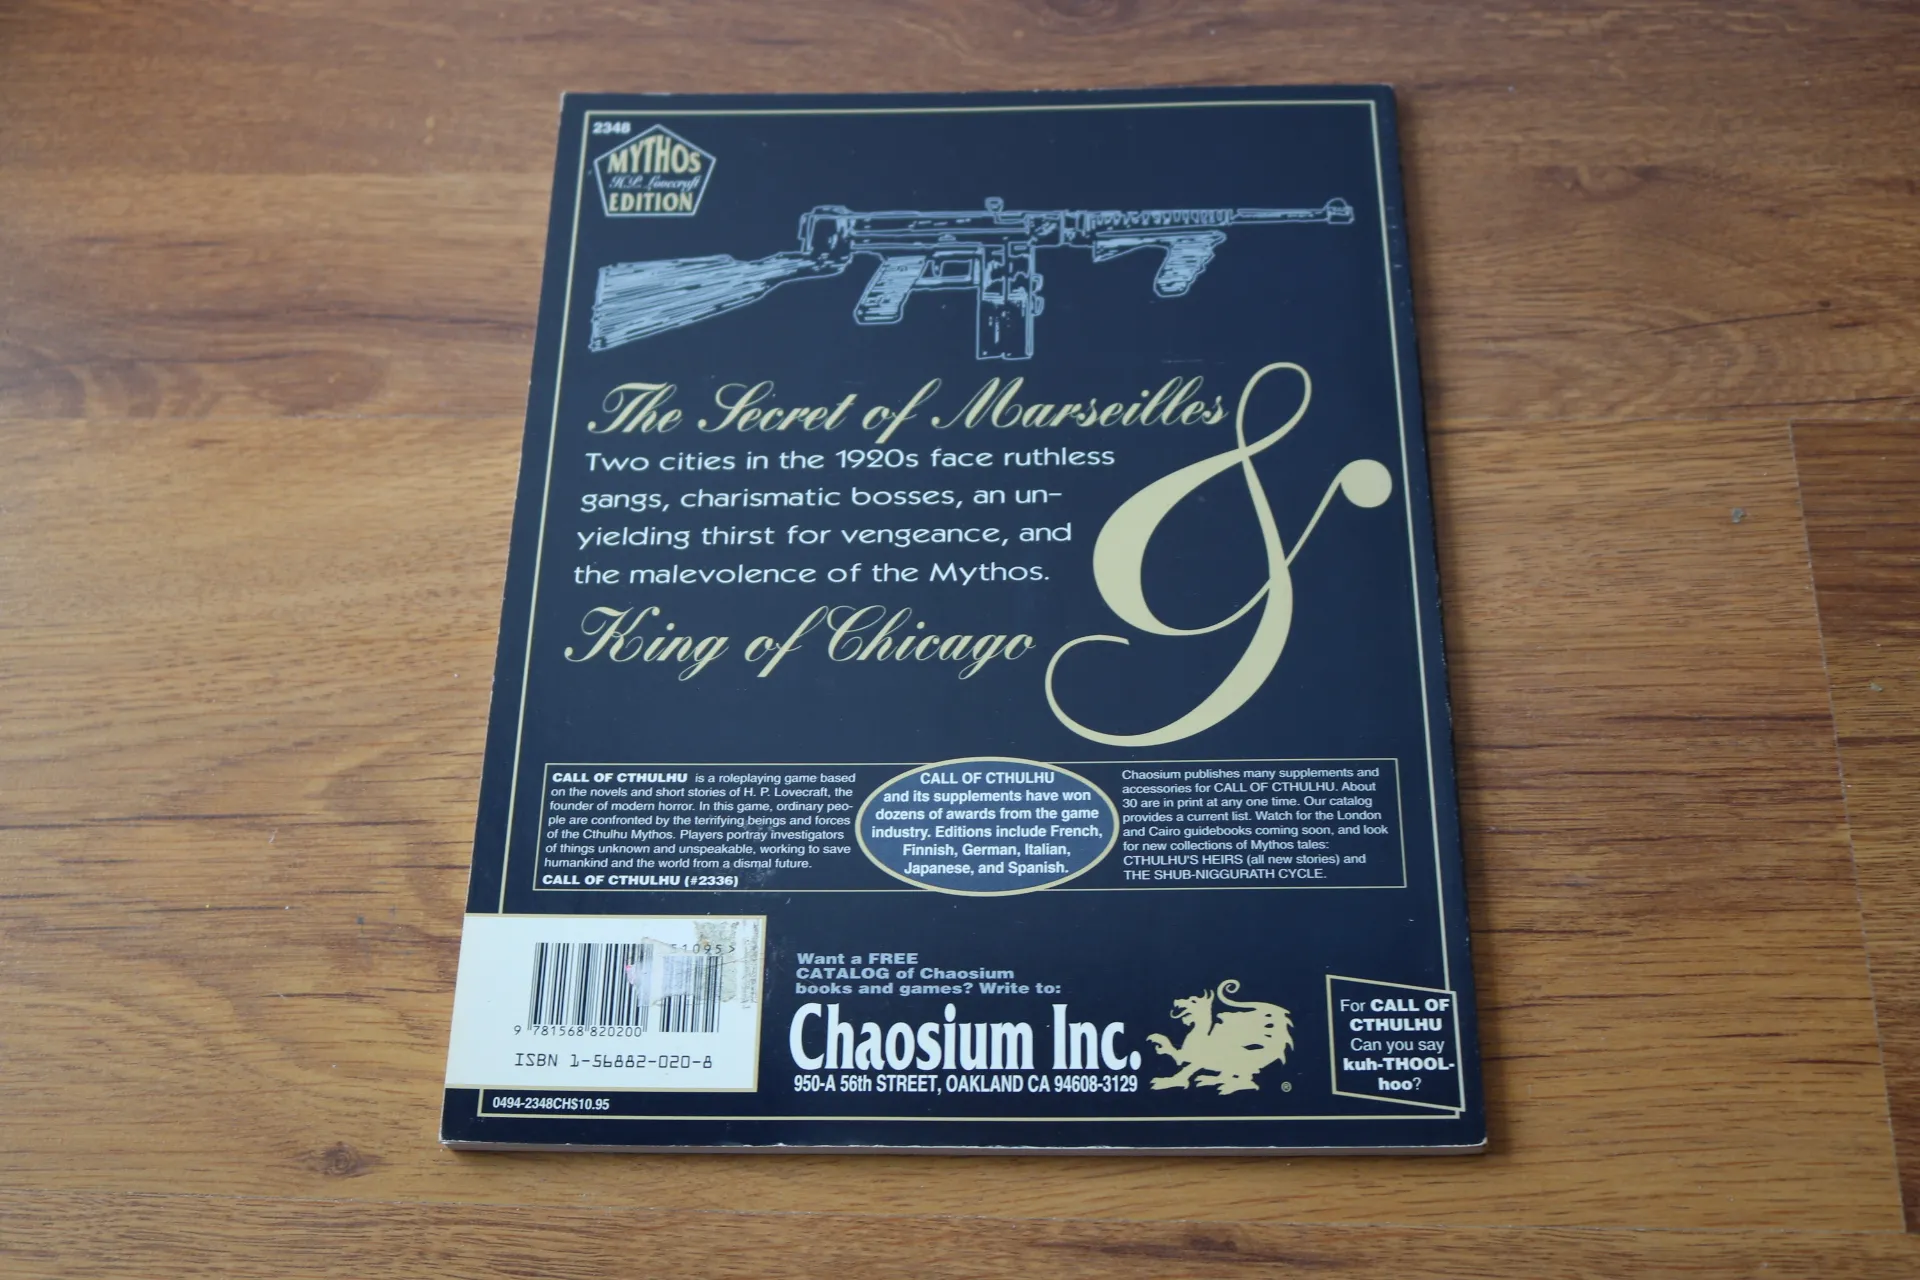 2348
MYTHOS
H.P. Lovecraft
EDITION
The Secret of Marseilles
&
Two cities in the 1920s face ruthless
gangs, charismatic bosses, an un-
yielding thirst for vengeance, and
the malevolence of the Mythos.
King of Chicago
CALL OF CTHULHU is a roleplaying game based
on the novels and short stories of H. P. Lovecraft, the
founder of modern horror. In this game, ordinary peo-
ple are confronted by the terrifying beings and forces
of the Cthulhu Mythos. Players portray investigators
of things unknown and unspeakable, working to save
humankind and the world from a dismal future.
CALL OF CTHULHU (#2336)
CALL OF CTHULHU
and its supplements have won
dozens of awards from the game
industry. Editions include French,
Finnish, German, Italian,
Japanese, and Spanish.
Chaosium publishes many supplements and
accessories for CALL OF CTHULHU. About
30 are in print at any one time. Our catalog
provides a current list. Watch for the London
and Cairo guidebooks coming soon, and look
for new collections of Mythos tales:
CTHULHU'S HEIRS (all new stories) and
THE SHUB-NIGGURATH CYCLE.
51095>
9 781568 820200
ISBN 1-56882-020-8
0494-2348CH$10.95
Want a FREE
CATALOG of Chaosium
books and games? Write to:
Chaosium Inc.
950-A 56th STREET, OAKLAND CA 94608-3129
®
For CALL OF
CTHULHU
Can you say
kuh-THOOL-
hoo?